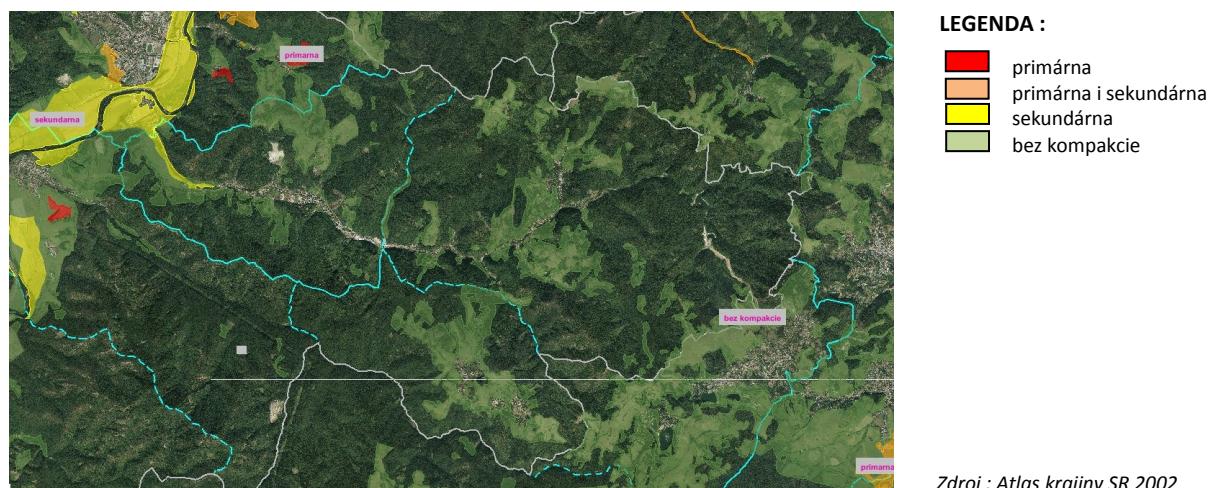 primarna
sekundarna
bez kompakcie
primarna
LEGENDA :
primárna
primárna i sekundárna
sekundárna
bez kompakcie
Zdroj : Atlas krajiny SR 2002